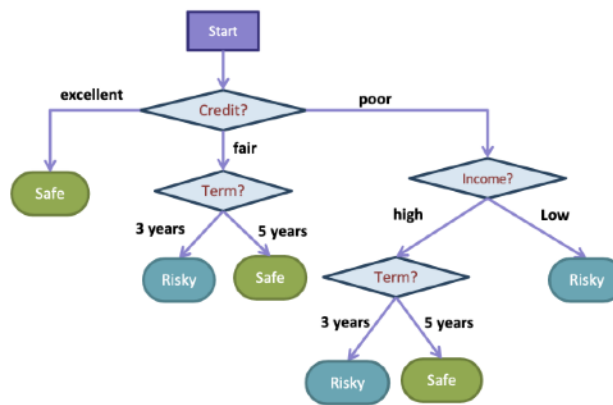 Start
excellent
Credit?
poor
fair
Safe
Term?
Income?
3 years
5 years
high
Low
Risky
Safe
Term?
Risky
3 years
5 years
Risky
Safe